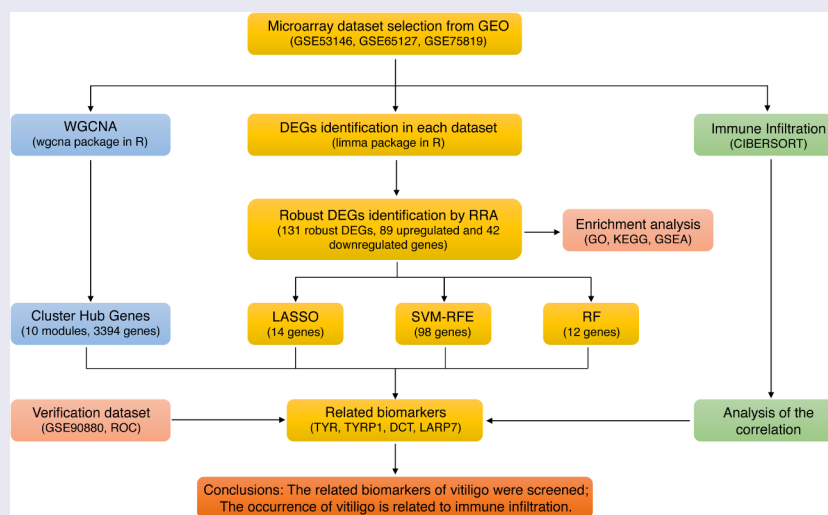 Microarray dataset selection from GEO
(GSE53146, GSE65127, GSE75819)
WGCNA
(wgcna package in R)
DEGs identification in each dataset
(limma package in R)
Immune Infiltration
(CIBERSORT)
Robust DEGs identification by RRA
(131 robust DEGs, 89 upregulated and 42
downregulated genes)
Enrichment analysis
(GO, KEGG, GSEA)
Cluster Hub Genes
(10 modules, 3394 genes)
LASSO
(14 genes)
SVM-RFE
(98 genes)
RF
(12 genes)
Verification dataset
(GSE90880, ROC)
Related biomarkers
(TYR, TYRP1, DCT, LARP7)
Analysis of the
correlation
Conclusions: The related biomarkers of vitiligo were screened;
The occurrence of vitiligo is related to immune infiltration.